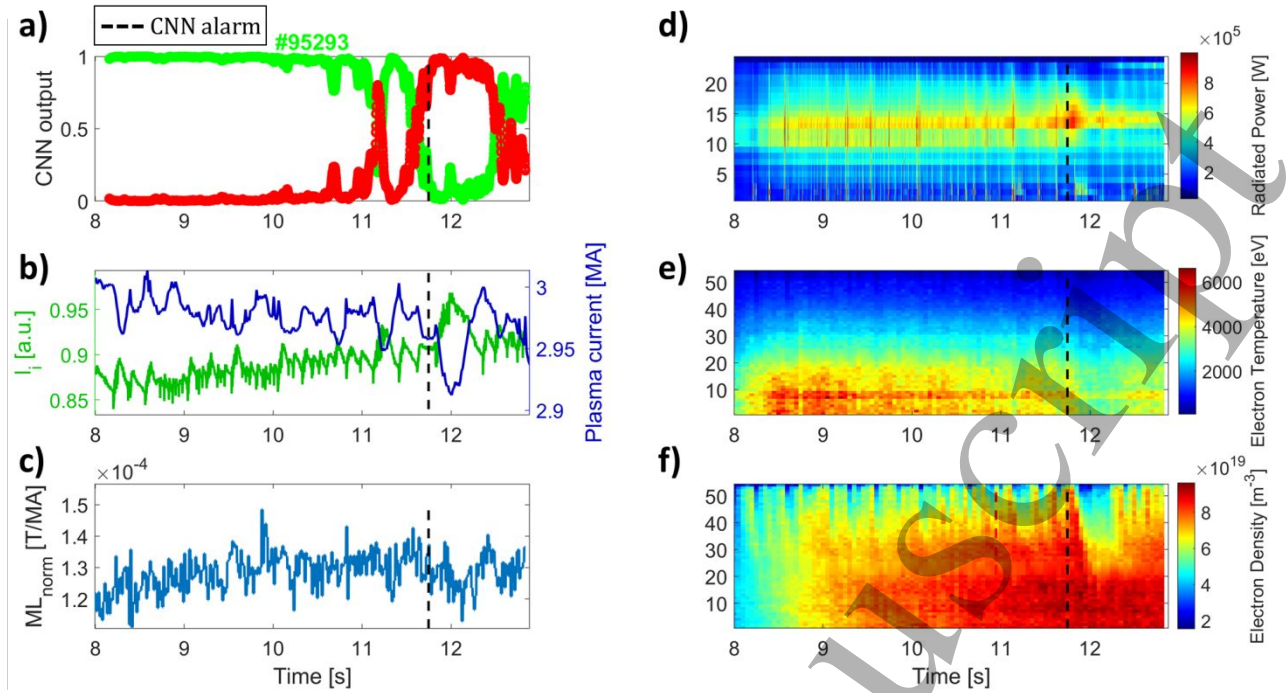 a)
CNN alarm
#95293
CNN output
1
0.5
0
8 9 10 11 12
b)
l_i [a.u.]
0.95
0.9
0.85
Plasma current [MA]
3
2.95
2.9
8 9 10 11 12
c)
×10^-4
ML_norm [T/MA]
1.5
1.4
1.3
1.2
8 9 10 11 12
Time [s]
d)
×10^5
20
15
10
5
8
6
4
2
Radiated Power [W]
8 9 10 11 12
e)
50
40
30
20
10
6000
4000
2000
Electron Temperature [eV]
8 9 10 11 12
f)
×10^19
50
40
30
20
10
8
6
4
2
Electron Density [m^-3]
8 9 10 11 12
Time [s]
uscript